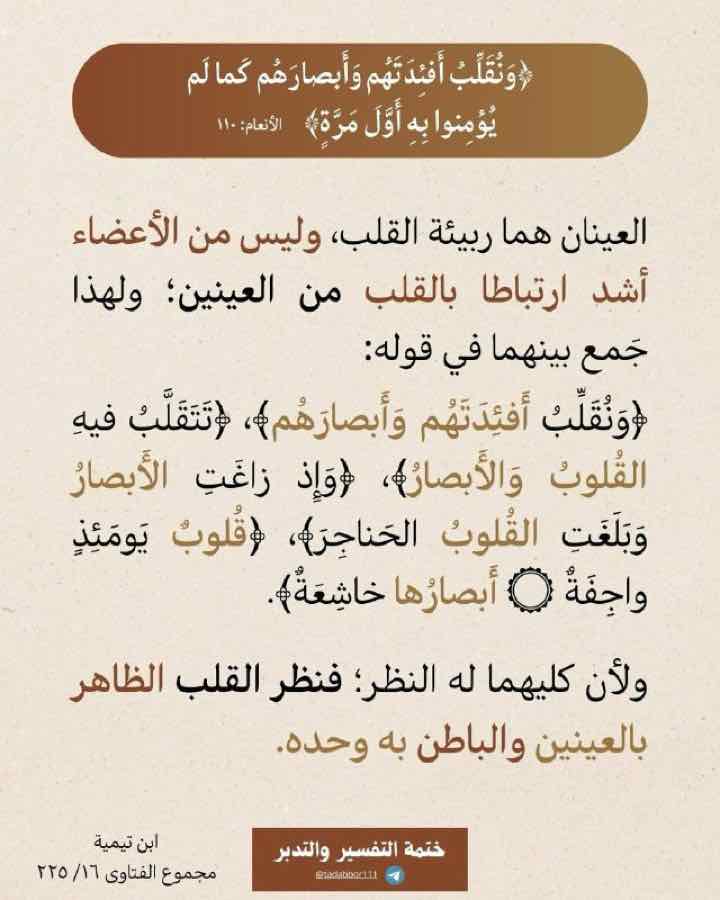 ﴿وَنُقَلِّبُ أَفئِدَتَهُم وَأَبصارَهُم كَما لَم
يُؤمِنوا بِهِ أَوَّلَ مَرَّةٍ﴾ الأنعام: ١١٠
العينان هما ربيئة القلب، وليس من الأعضاء
أشد ارتباطا بالقلب من العينين؛ ولهذا
جَمع بينهما في قوله:
﴿وَنُقَلِّبُ أَفئِدَتَهُم وَأَبصارَهُم﴾، ﴿تَتَقَلَّبُ فيهِ
القُلوبُ وَالأَبصارُ﴾، ﴿وَإِذ زاغَتِ الأَبصارُ
وَبَلَغَتِ القُلوبُ الحَناجِرَ﴾، ﴿قُلوبٌ يَومَئِذٍ
واجِفَةٌ ۝ أَبصارُها خاشِعَةٌ﴾.
ولأن كليهما له النظر؛ فنظر القلب الظاهر
بالعينين والباطن به وحده.
ابن تيمية
مجموع الفتاوى ١٦/ ٢٢٥
ختمة التفسير والتدبر
@tadabbor111